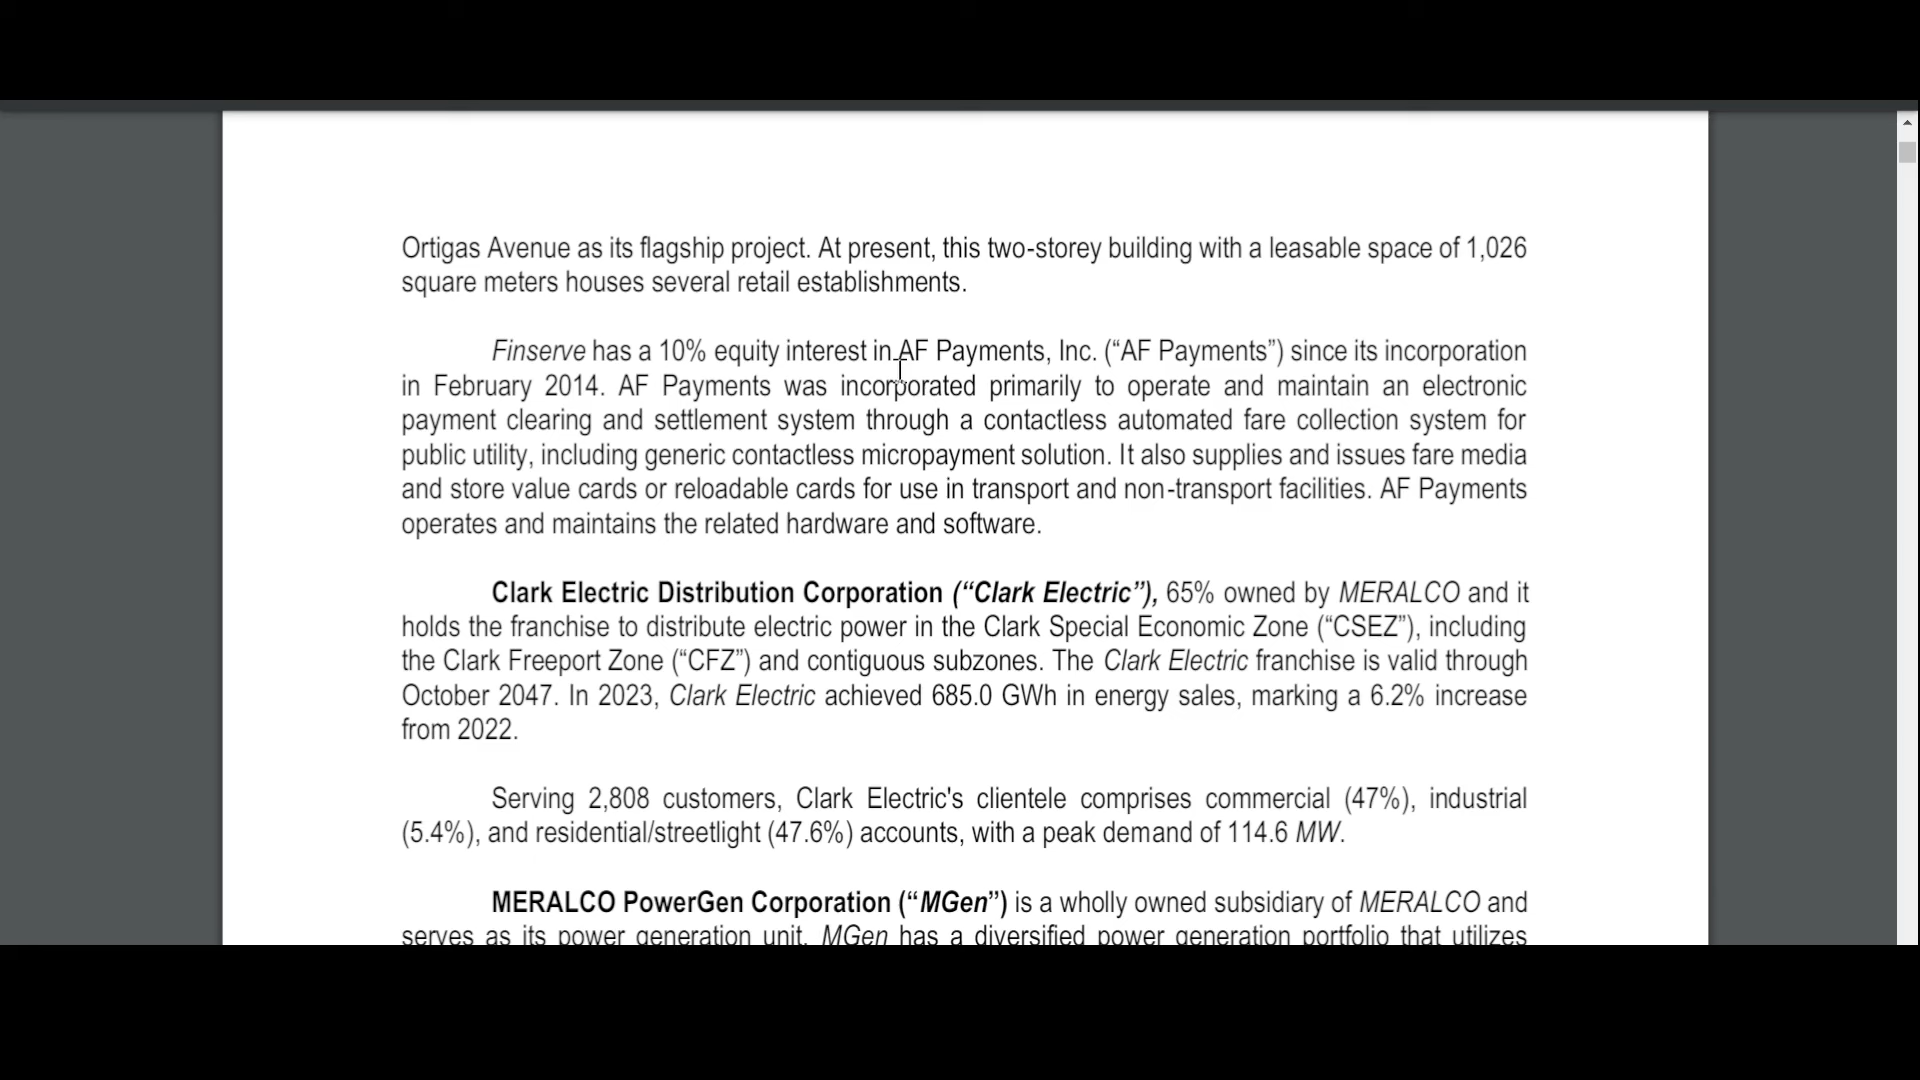 Ortigas Avenue as its flagship project. At present, this two-storey building with a leasable space of 1,026
square meters houses several retail establishments.
Finserve has a 10% equity interest in AF Payments, Inc. (“AF Payments”) since its incorporation
in February 2014. AF Payments was incorporated primarily to operate and maintain an electronic
payment clearing and settlement system through a contactless automated fare collection system for
public utility, including generic contactless micropayment solution. It also supplies and issues fare media
and store value cards or reloadable cards for use in transport and non-transport facilities. AF Payments
operates and maintains the related hardware and software.
Clark Electric Distribution Corporation (“Clark Electric”), 65% owned by MERALCO and it
holds the franchise to distribute electric power in the Clark Special Economic Zone (“CSEZ”), including
the Clark Freeport Zone (“CFZ”) and contiguous subzones. The Clark Electric franchise is valid through
October 2047. In 2023, Clark Electric achieved 685.0 GWh in energy sales, marking a 6.2% increase
from 2022.
Serving 2,808 customers, Clark Electric's clientele comprises commercial (47%), industrial
(5.4%), and residential/streetlight (47.6%) accounts, with a peak demand of 114.6 MW.
MERALCO PowerGen Corporation (“MGen”) is a wholly owned subsidiary of MERALCO and
serves as its power generation unit. MGen has a diversified power generation portfolio that utilizes